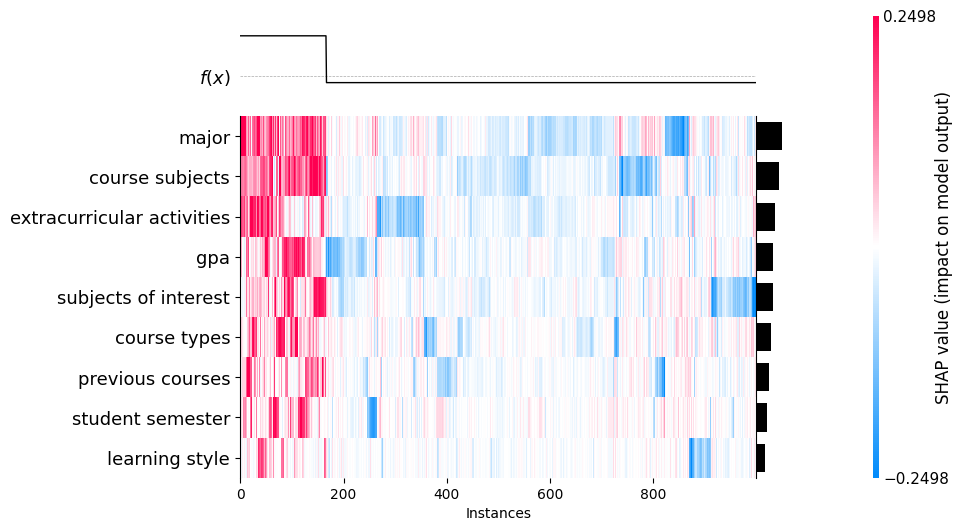 0.2498
f(x)
major
course subjects
extracurricular activities
gpa
subjects of interest
course types
previous courses
student semester
learning style
0 200 400 600 800
Instances
SHAP value (impact on model output)
−0.2498